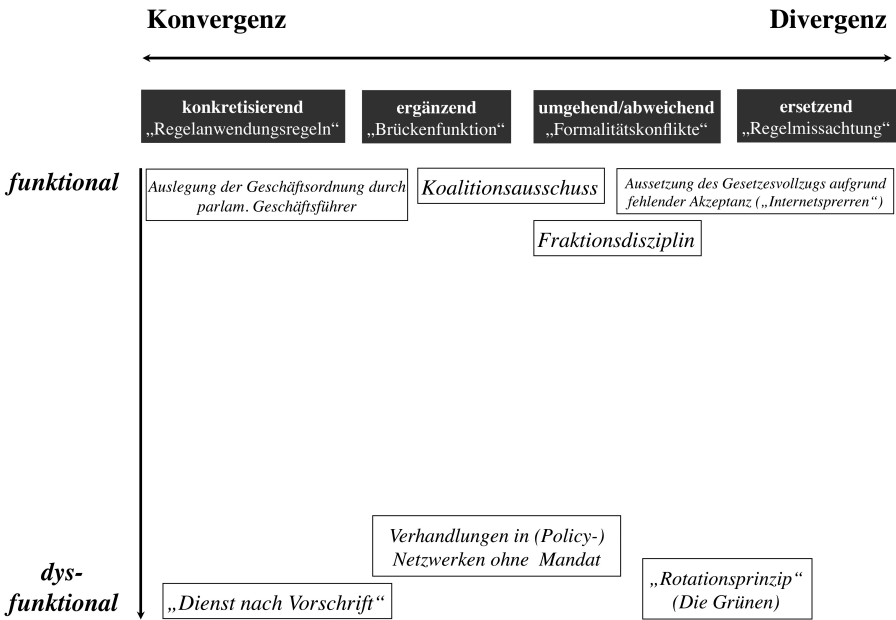 Konvergenz
Divergenz
konkretisierend
„Regelanwendungsregeln“
ergänzend
„Brückenfunktion“
umgehend/abweichend
„Formalitätskonflikte“
ersetzend
„Regelmissachtung“
funktional
Auslegung der Geschäftsordnung durch
parlam. Geschäftsführer
Koalitionsausschuss
Aussetzung des Gesetzesvollzugs aufgrund
fehlender Akzeptanz („Internetsprerren“)
Fraktionsdisziplin
Verhandlungen in (Policy-)
Netzwerken ohne Mandat
dys-
funktional
„Dienst nach Vorschrift“
„Rotationsprinzip“
(Die Grünen)